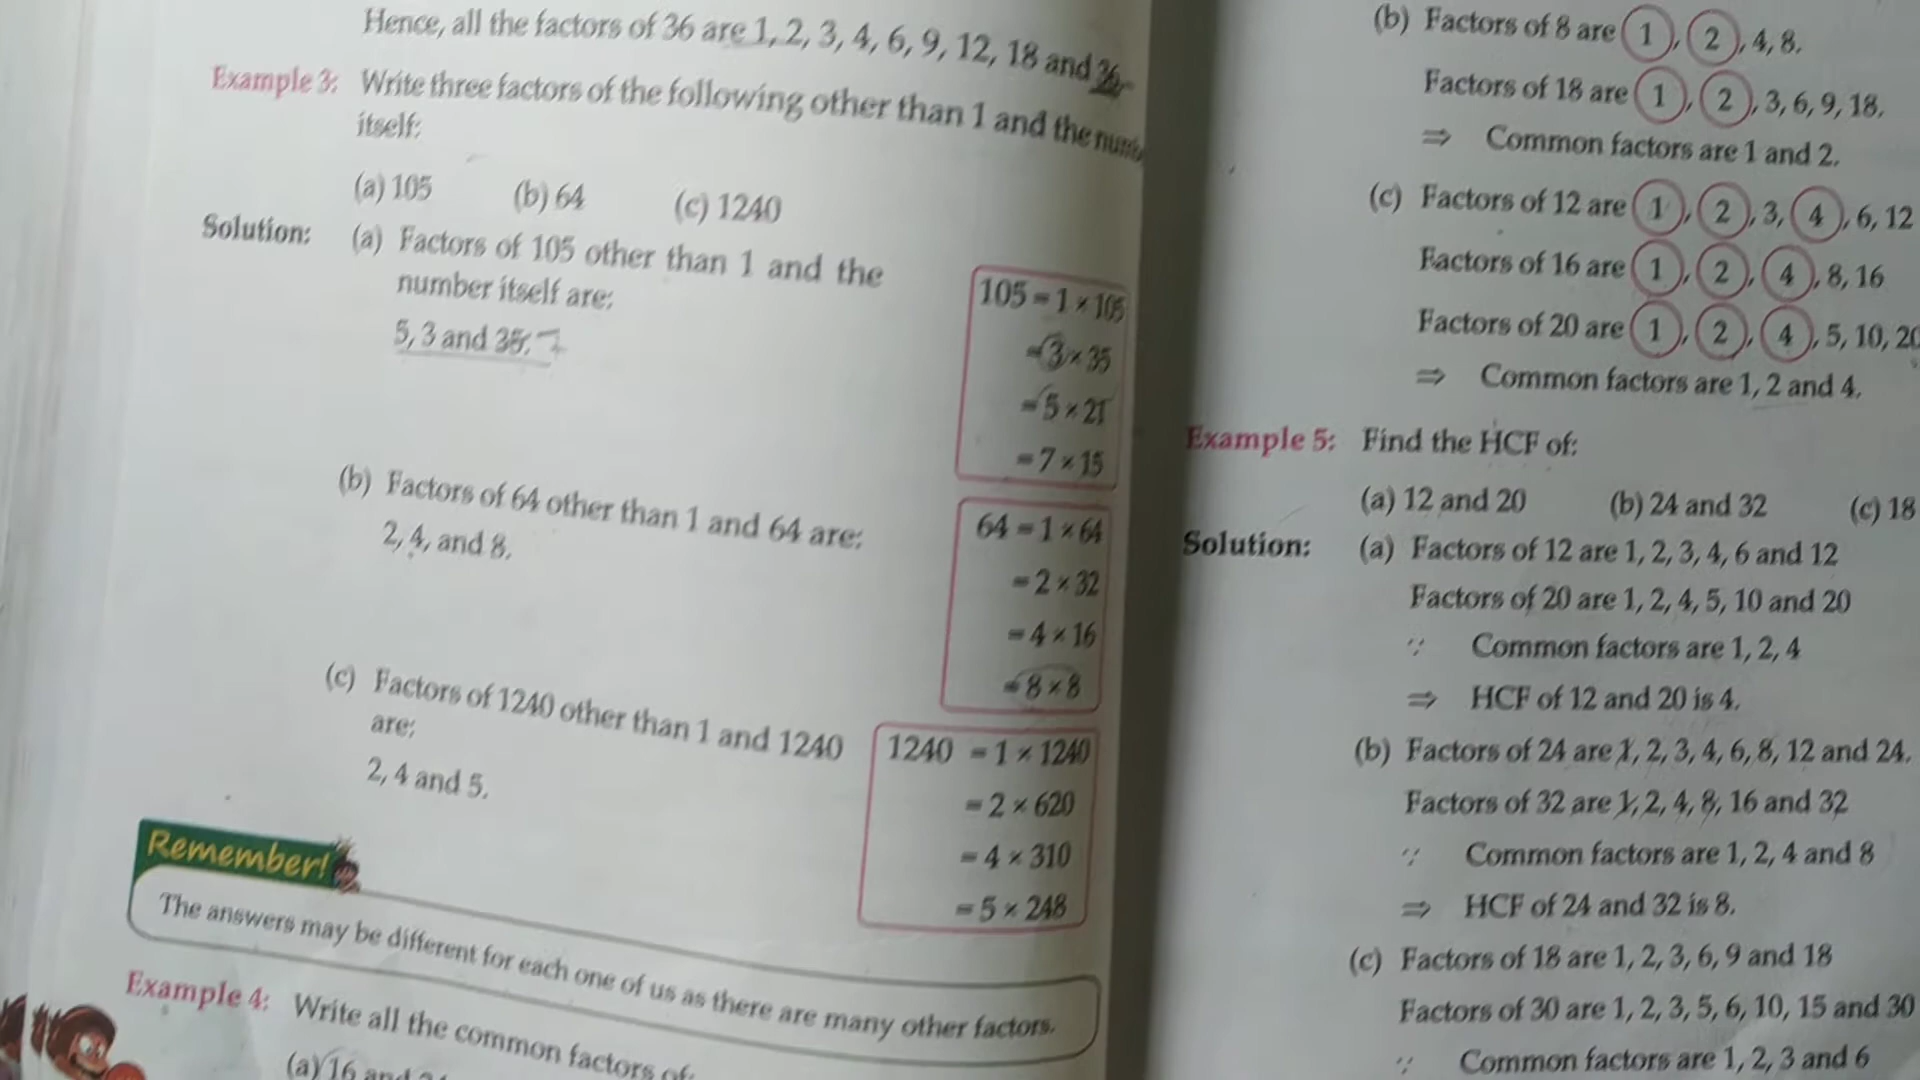 Hence, all the factors of 36 are 1, 2, 3, 4, 6, 9, 12, 18 and 36.
Example 3: Write three factors of the following other than 1 and the
itself:
(a) 105 (b) 64 (c) 1240
Solution: (a) Factors of 105 other than 1 and the
number itself are:
5, 3 and 35. 7
105 = 1 × 105
= 3 × 35
= 5 × 21
= 7 × 15
(b) Factors of 64 other than 1 and 64 are:
2, 4, and 8.
64 = 1 × 64
= 2 × 32
= 4 × 16
= 8 × 8
(c) Factors of 1240 other than 1 and 1240
are:
2, 4 and 5.
1240 = 1 × 1240
= 2 × 620
= 4 × 310
= 5 × 248
Remember!
The answers may be different for each one of us as there are many other factors.
Example 4: Write all the common factors of:
(a) 16 and
(b) Factors of 8 are 1, 2, 4, 8.
Factors of 18 are 1, 2, 3, 6, 9, 18.
⇒ Common factors are 1 and 2.
(c) Factors of 12 are 1, 2, 3, 4, 6, 12
Factors of 16 are 1, 2, 4, 8, 16
Factors of 20 are 1, 2, 4, 5, 10, 20
⇒ Common factors are 1, 2 and 4.
Example 5: Find the HCF of:
(a) 12 and 20 (b) 24 and 32 (c) 18
Solution: (a) Factors of 12 are 1, 2, 3, 4, 6 and 12
Factors of 20 are 1, 2, 4, 5, 10 and 20
∵ Common factors are 1, 2, 4
⇒ HCF of 12 and 20 is 4.
(b) Factors of 24 are 1, 2, 3, 4, 6, 8, 12 and 24.
Factors of 32 are 1, 2, 4, 8, 16 and 32
∵ Common factors are 1, 2, 4 and 8
⇒ HCF of 24 and 32 is 8.
(c) Factors of 18 are 1, 2, 3, 6, 9 and 18
Factors of 30 are 1, 2, 3, 5, 6, 10, 15 and 30
∵ Common factors are 1, 2, 3 and 6